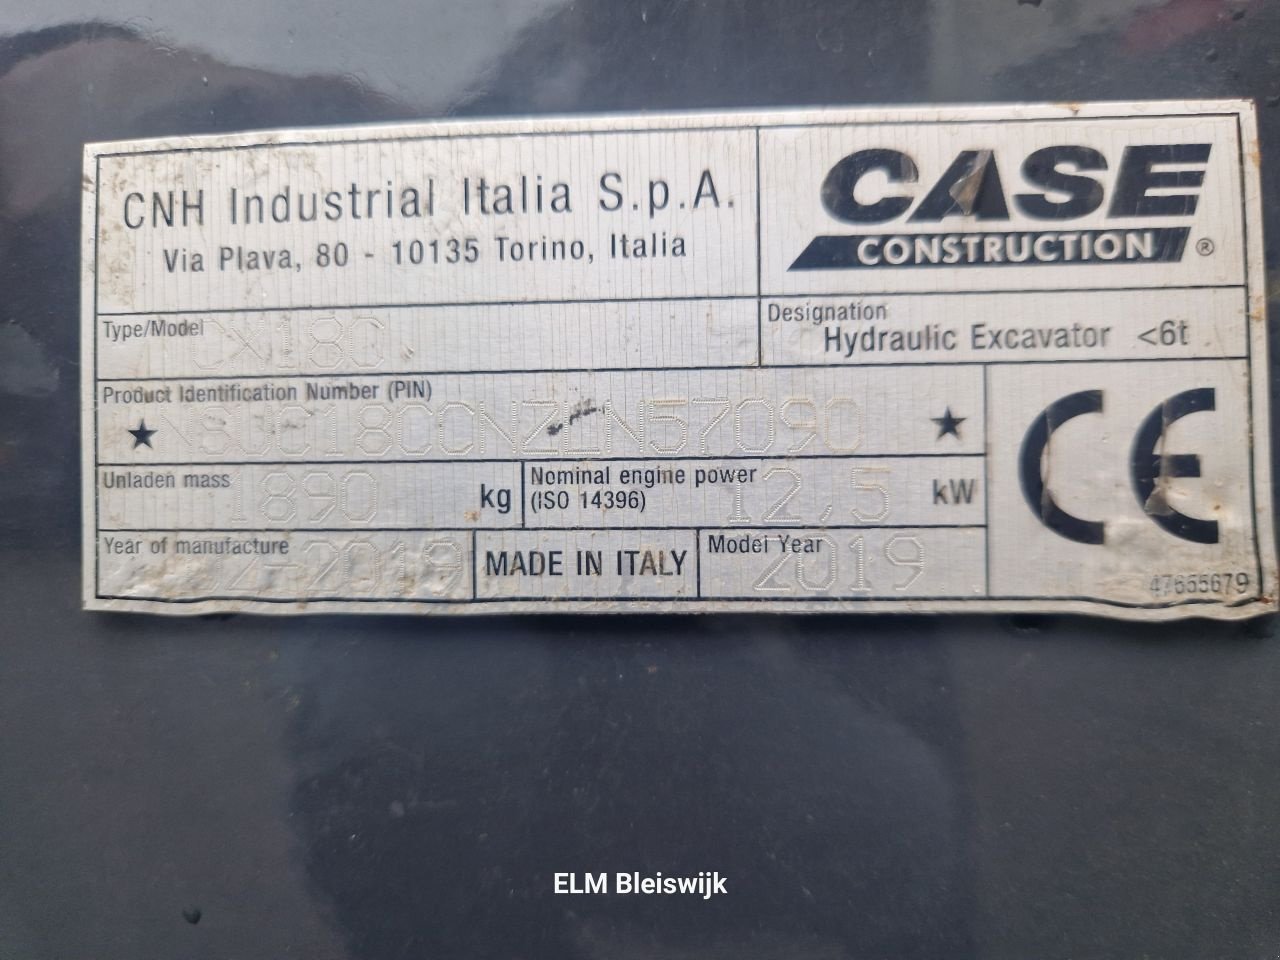 CNH Industrial Italia S.p.A.
Via Plava, 80 - 10135 Torino, Italia
CASE
CONSTRUCTION ®
Type/Model CX18C
Designation
Hydraulic Excavator <6t
Product Identification Number (PIN)
★ ★
Unladen mass 1890 kg
Nominal engine power
(ISO 14396) 12,5 kW
CE
Year of manufacture 04-2019
MADE IN ITALY
Model Year 2019
47655679
ELM Bleiswijk